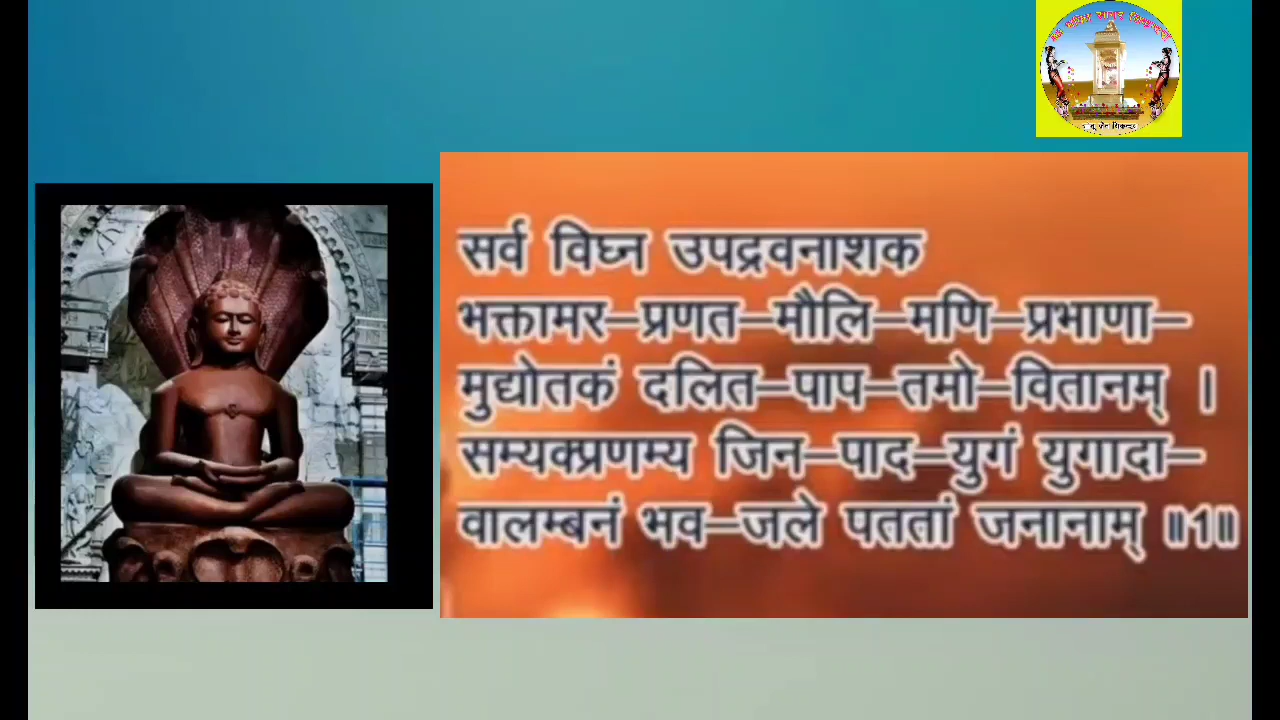 सर्व विघ्न उपद्रवनाशक
भक्तामर–प्रणत–मौलि–मणि–प्रभाणा–
मुद्योतकं दलित–पाप–तमो–वितानम् ।
सम्यक्प्रणम्य जिन–पाद–युगं युगादा–
वालम्बनं भव–जले पततां जनानाम् ॥1॥